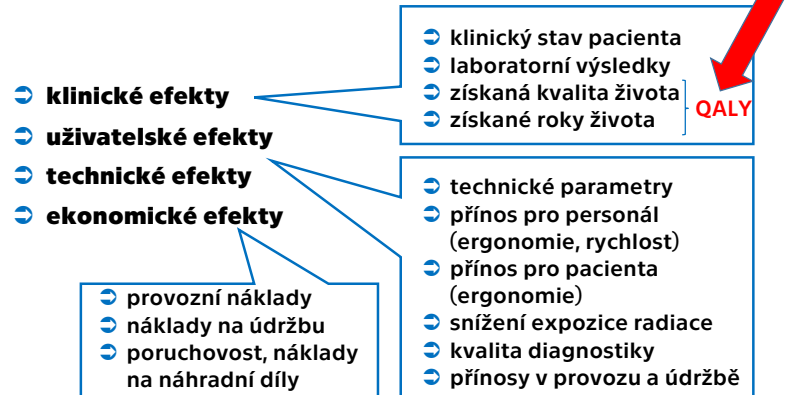 klinické efekty
uživatelské efekty
technické efekty
ekonomické efekty
klinický stav pacienta
laboratorní výsledky
získaná kvalita života
získané roky života
QALY
technické parametry
přínos pro personál
(ergonomie, rychlost)
přínos pro pacienta
(ergonomie)
snížení expozice radiace
kvalita diagnostiky
přínosy v provozu a údržbě
provozní náklady
náklady na údržbu
poruchovost, náklady
na náhradní díly